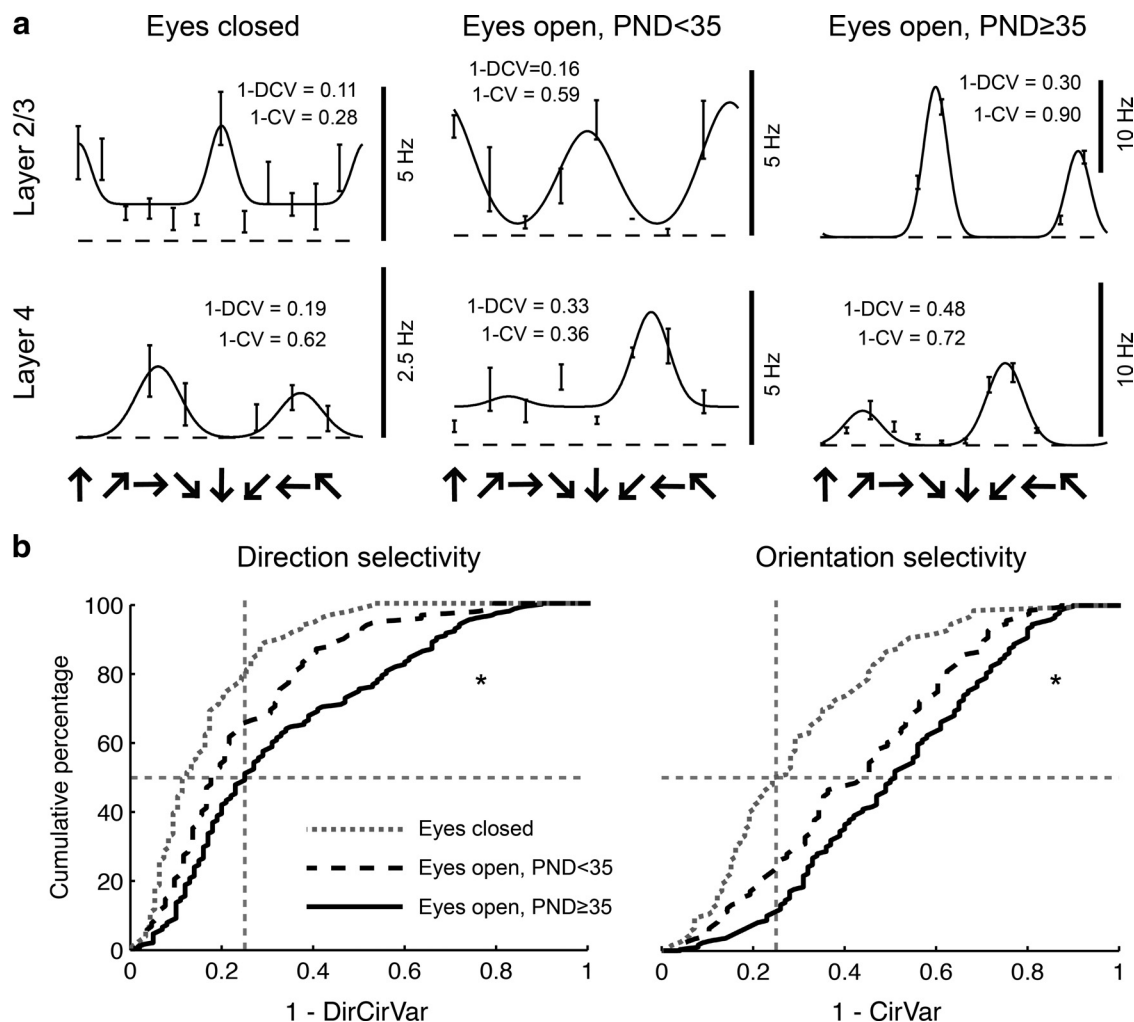 a
Eyes closed
Eyes open, PND<35
Eyes open, PND≥35
Layer 2/3
1-DCV = 0.11
1-CV = 0.28
5 Hz
1-DCV=0.16
1-CV = 0.59
5 Hz
1-DCV = 0.30
1-CV = 0.90
10 Hz
Layer 4
1-DCV = 0.19
1-CV = 0.62
2.5 Hz
1-DCV = 0.33
1-CV = 0.36
5 Hz
1-DCV = 0.48
1-CV = 0.72
10 Hz
b
Direction selectivity
Cumulative percentage
100
80
60
40
20
0
*
Eyes closed
Eyes open, PND<35
Eyes open, PND≥35
0 0.2 0.4 0.6 0.8 1
1 - DirCirVar
Orientation selectivity
*
0 0.2 0.4 0.6 0.8 1
1 - CirVar